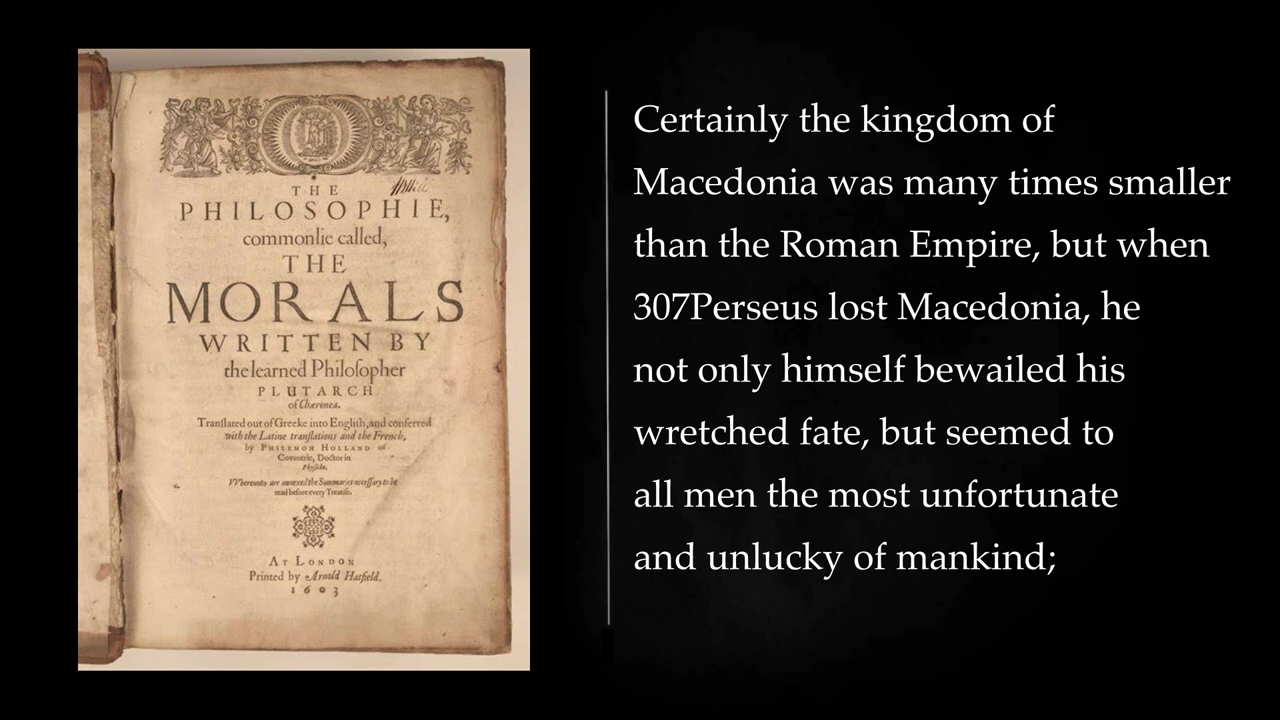 THE
PHILOSOPHIE,
commonlie called,
THE
MORALS
WRITTEN BY
the learned Philosopher
PLUTARCH
of Chæronea.
Translated out of Greeke into English, and conferred
with the Latine translations and the French,
by PHILEMON HOLLAND of
Coventrie, Doctor in
Physicke.
VVhereunto are annexed the Summaries necessary to be
read before every Treatise.
AT LONDON
Printed by Arnold Hatfield.
1603
Certainly the kingdom of
Macedonia was many times smaller
than the Roman Empire, but when
307Perseus lost Macedonia, he
not only himself bewailed his
wretched fate, but seemed to
all men the most unfortunate
and unlucky of mankind;